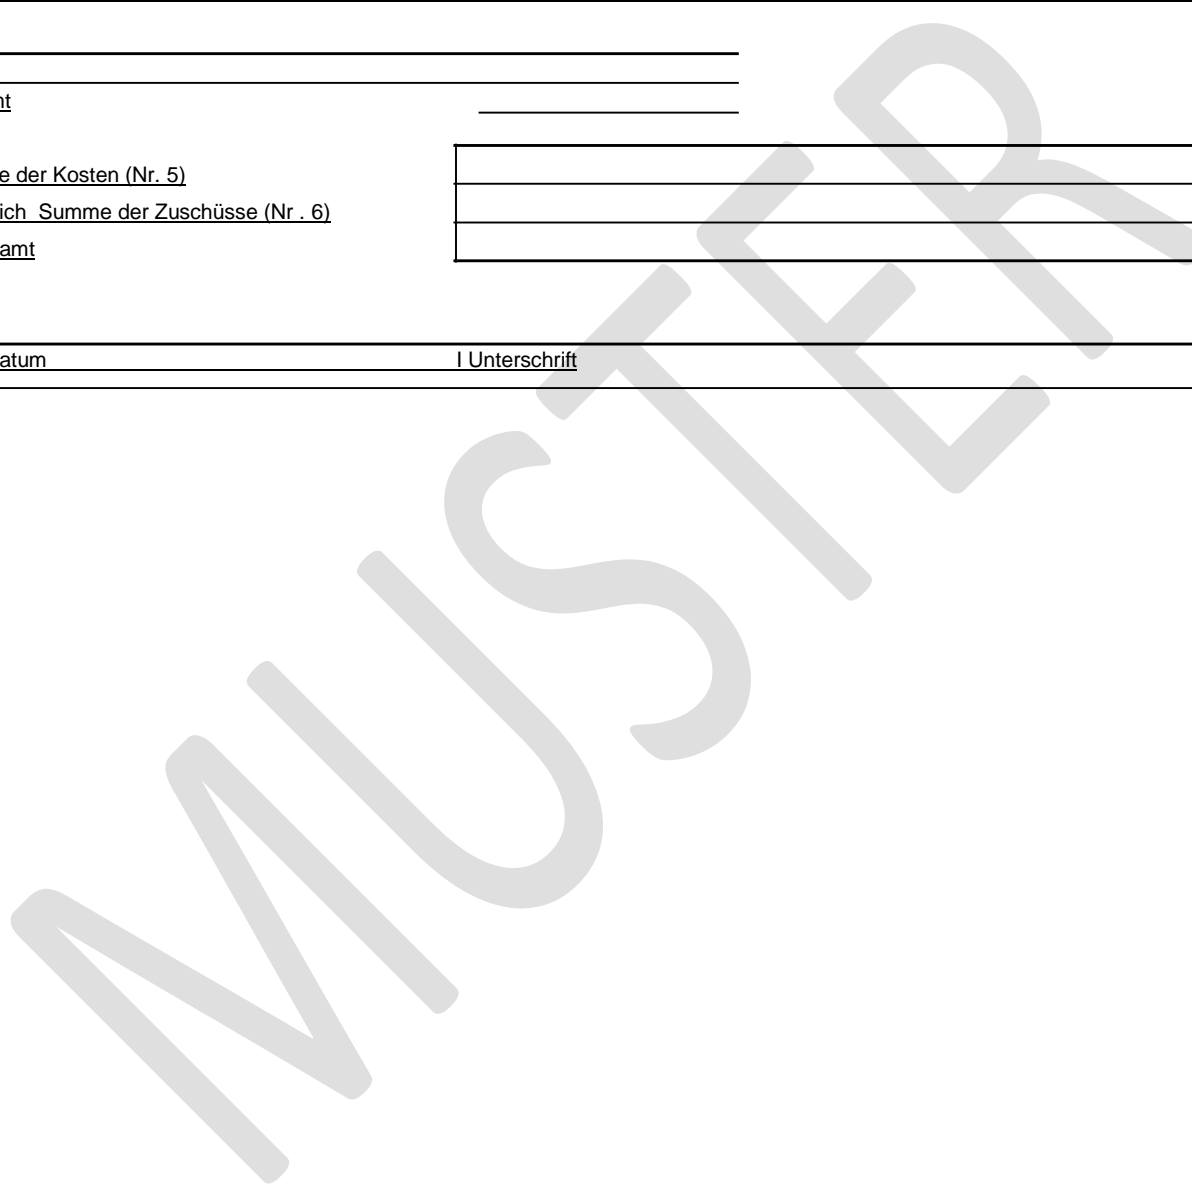 nt
e der Kosten (Nr. 5)
ich Summe der Zuschüsse (Nr . 6)
amt
atum I Unterschrift
MUSTER